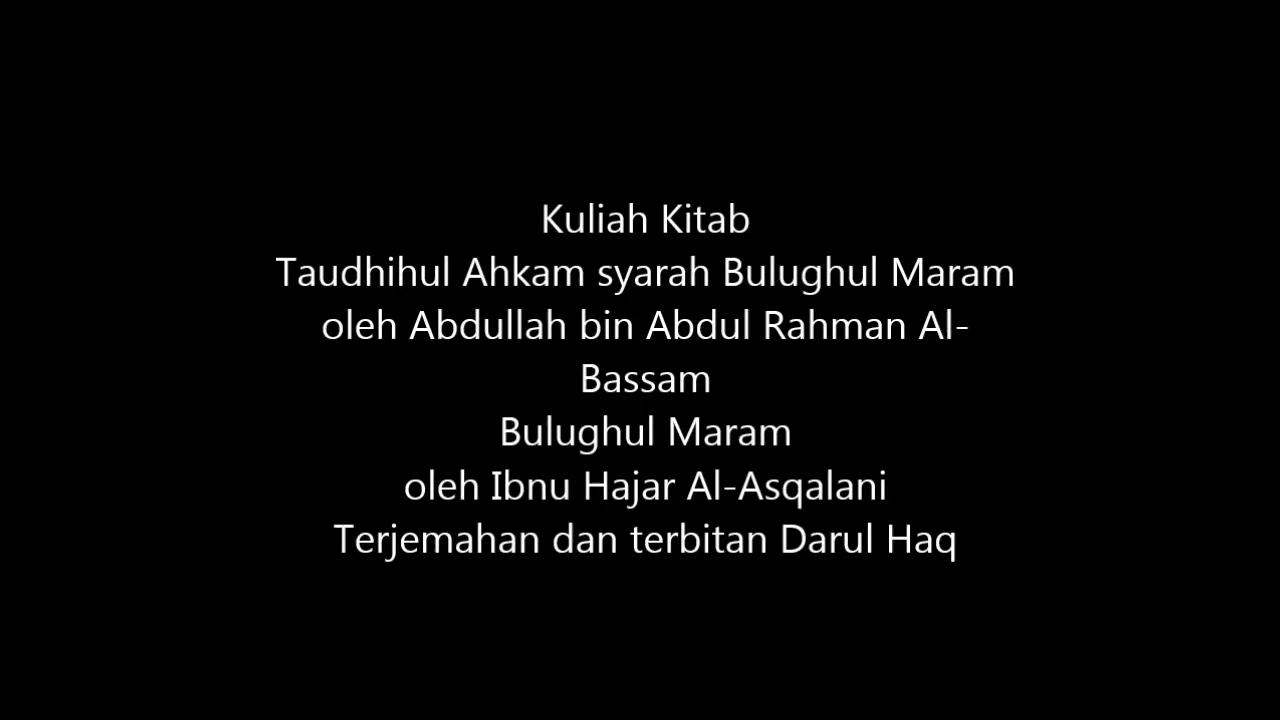 Kuliah Kitab
Taudhihul Ahkam syarah Bulughul Maram
oleh Abdullah bin Abdul Rahman Al-
Bassam
Bulughul Maram
oleh Ibnu Hajar Al-Asqalani
Terjemahan dan terbitan Darul Haq